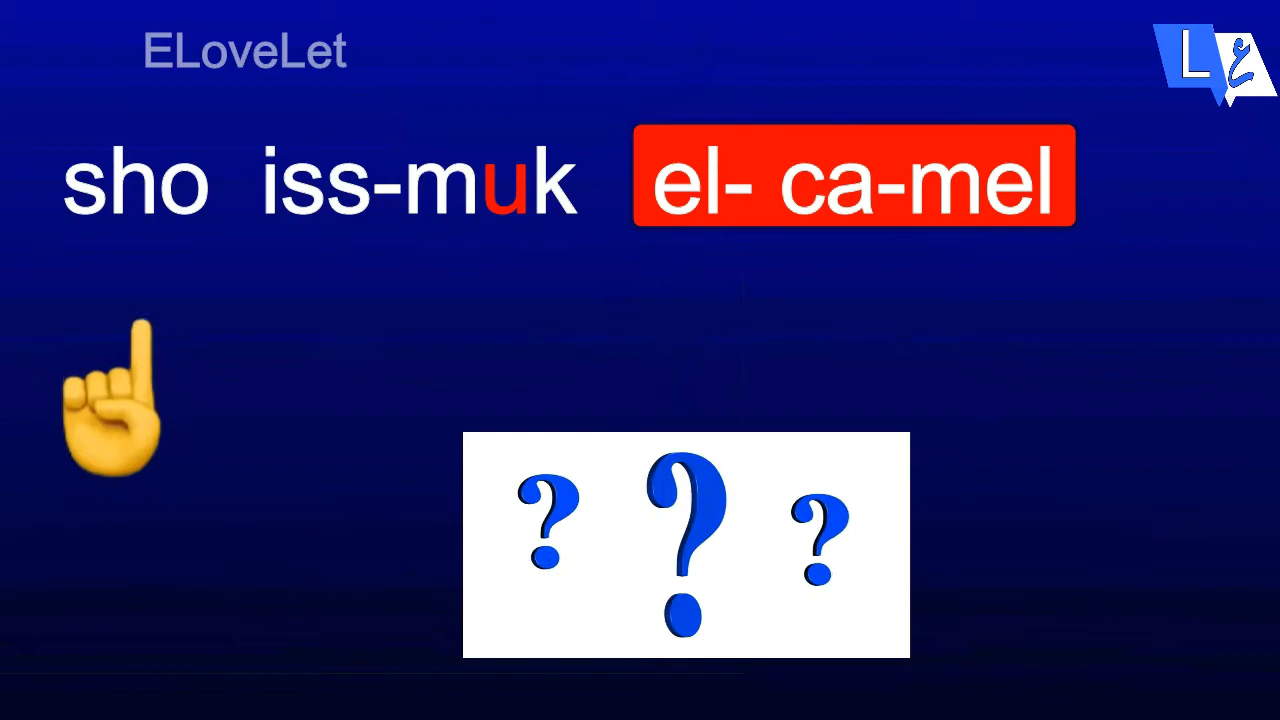 ELoveLet
L ع
sho iss-muk el- ca-mel
? ? ?